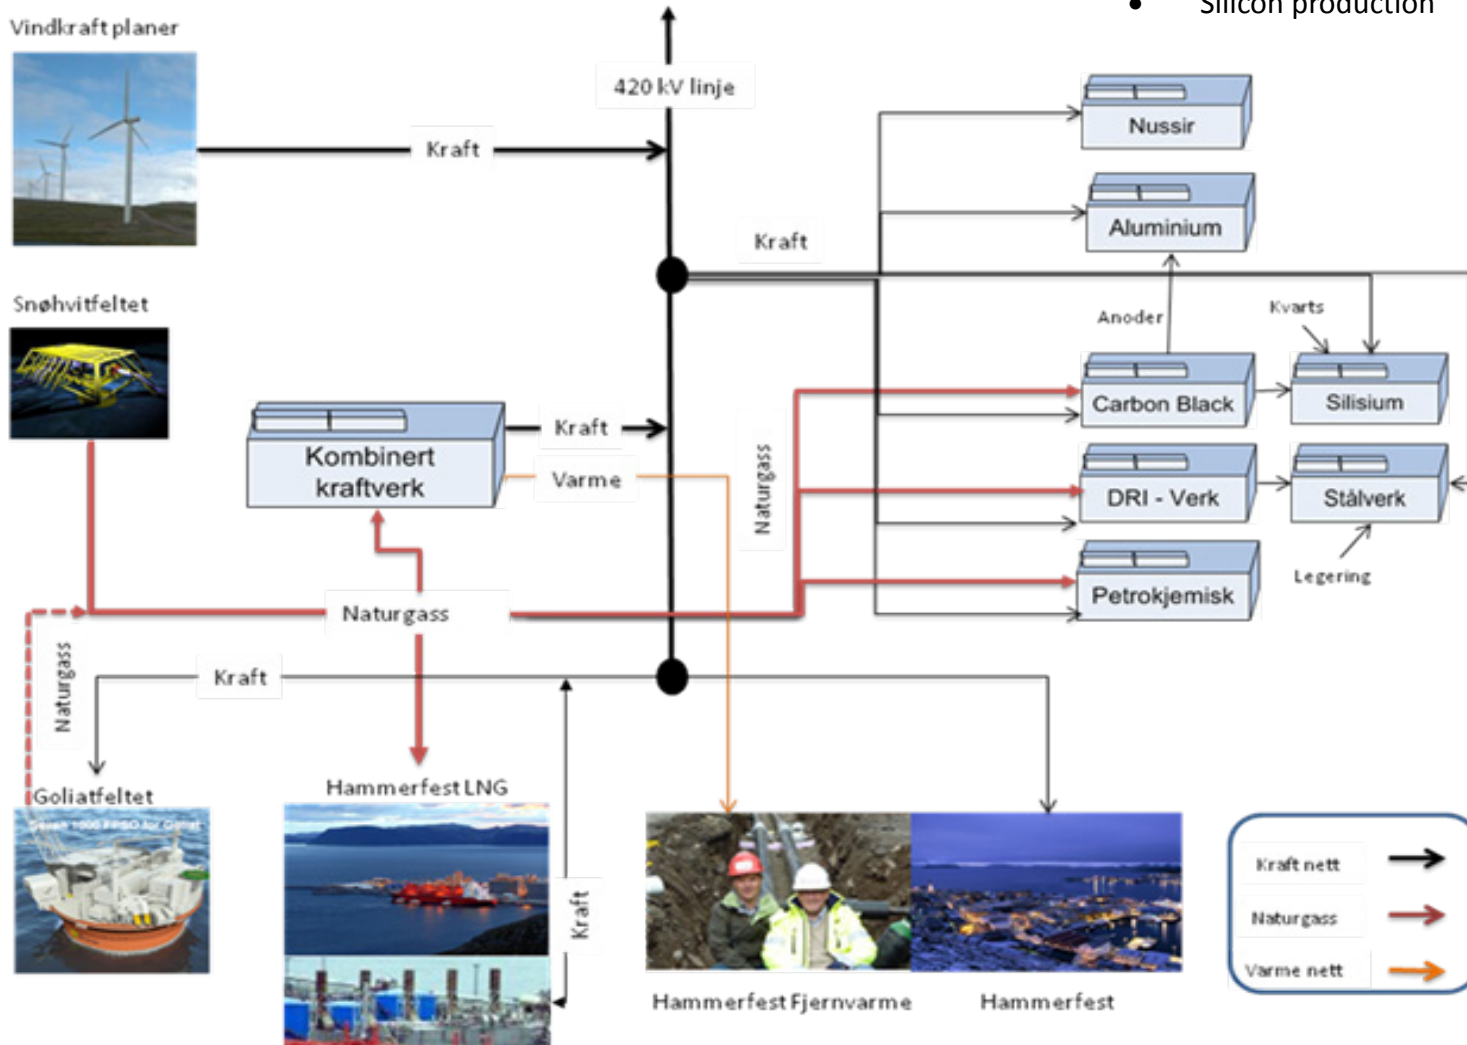 Silicon production
Vindkraft planer
420 kV linje
Kraft
Nussir
Aluminium
Kraft
Snøhvitfeltet
Anoder
Kvarts
Carbon Black
Silisium
Kombinert
kraftverk
Kraft
Varme
Naturgass
DRI - Verk
Stålverk
Legering
Petrokjemisk
Naturgass
Naturgass
Kraft
Goliatfeltet
Hammerfest LNG
Kraft
Hammerfest Fjernvarme
Hammerfest
Kraft nett
Naturgass
Varme nett